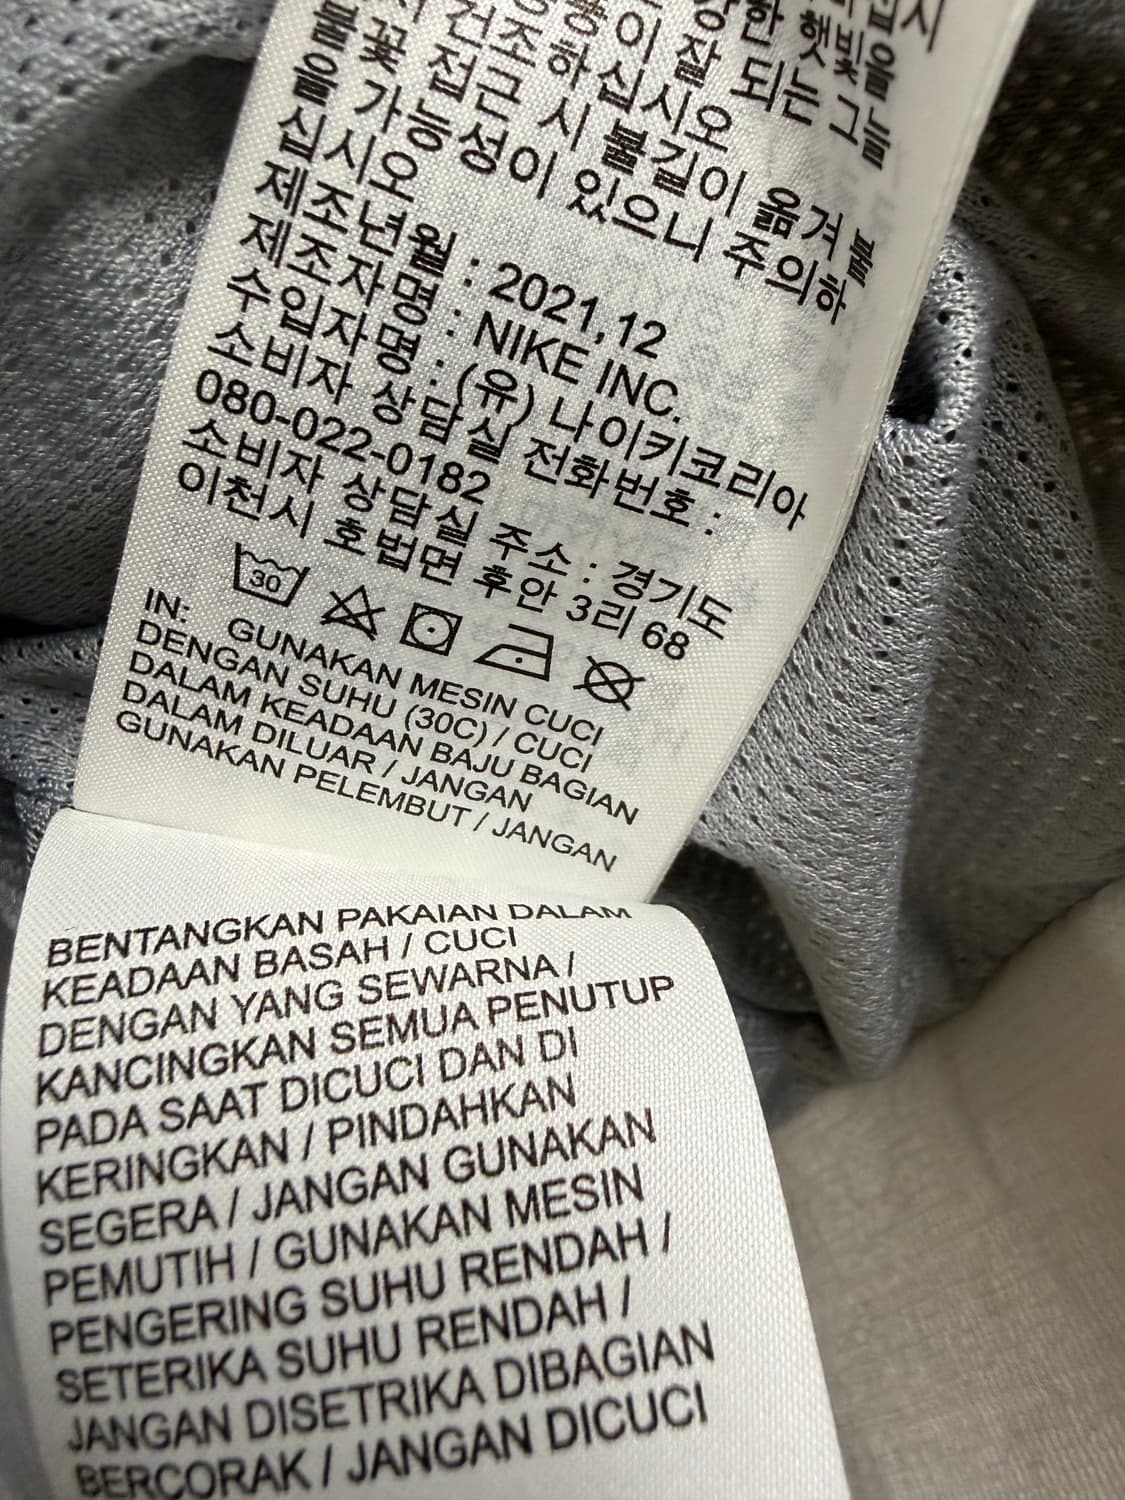 건조하십시오
잘 되는 그늘
접근 시 불길이 옮겨 붙
을 가능성이 있으니 주의하
십시오
제조년월 : 2021.12
제조자명 : NIKE INC.
수입자명 : (유) 나이키코리아
소비자 상담실 전화번호 :
080-022-0182
소비자 상담실 주소 : 경기도
이천시 호법면 후안 3리 68
30
IN: GUNAKAN MESIN CUCI
DENGAN SUHU (30C) / CUCI
DALAM KEADAAN BAJU BAGIAN
DALAM DILUAR / JANGAN
GUNAKAN PELEMBUT / JANGAN
BENTANGKAN PAKAIAN DALAM
KEADAAN BASAH / CUCI
DENGAN YANG SEWARNA /
KANCINGKAN SEMUA PENUTUP
PADA SAAT DICUCI DAN DI
KERINGKAN / PINDAHKAN
SEGERA / JANGAN GUNAKAN
PEMUTIH / GUNAKAN MESIN
PENGERING SUHU RENDAH /
SETERIKA SUHU RENDAH /
JANGAN DISETRIKA DIBAGIAN
BERCORAK / JANGAN DICUCI